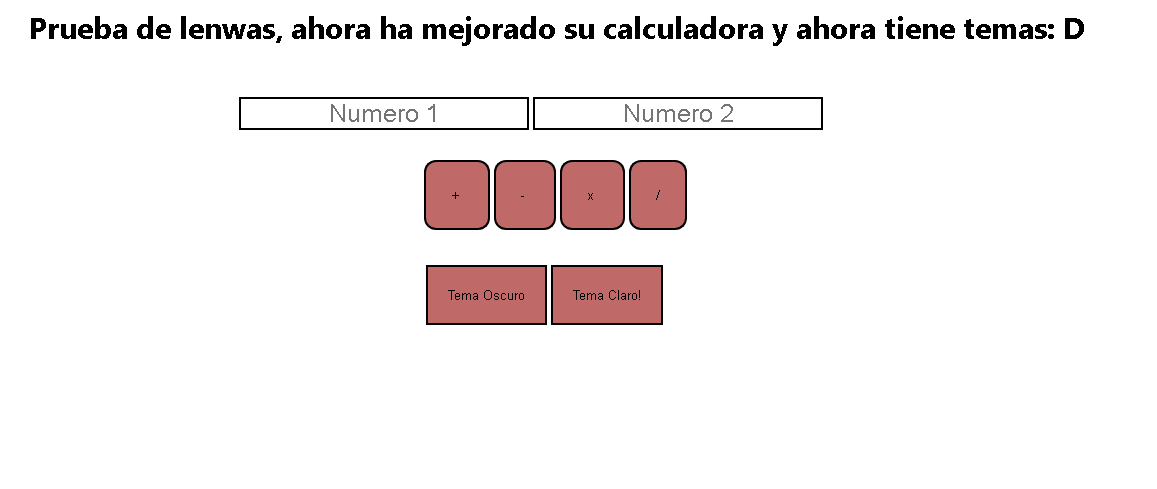 Prueba de lenwas, ahora ha mejorado su calculadora y ahora tiene temas: D
Numero 1 Numero 2
+ - x /
Tema Oscuro Tema Claro!